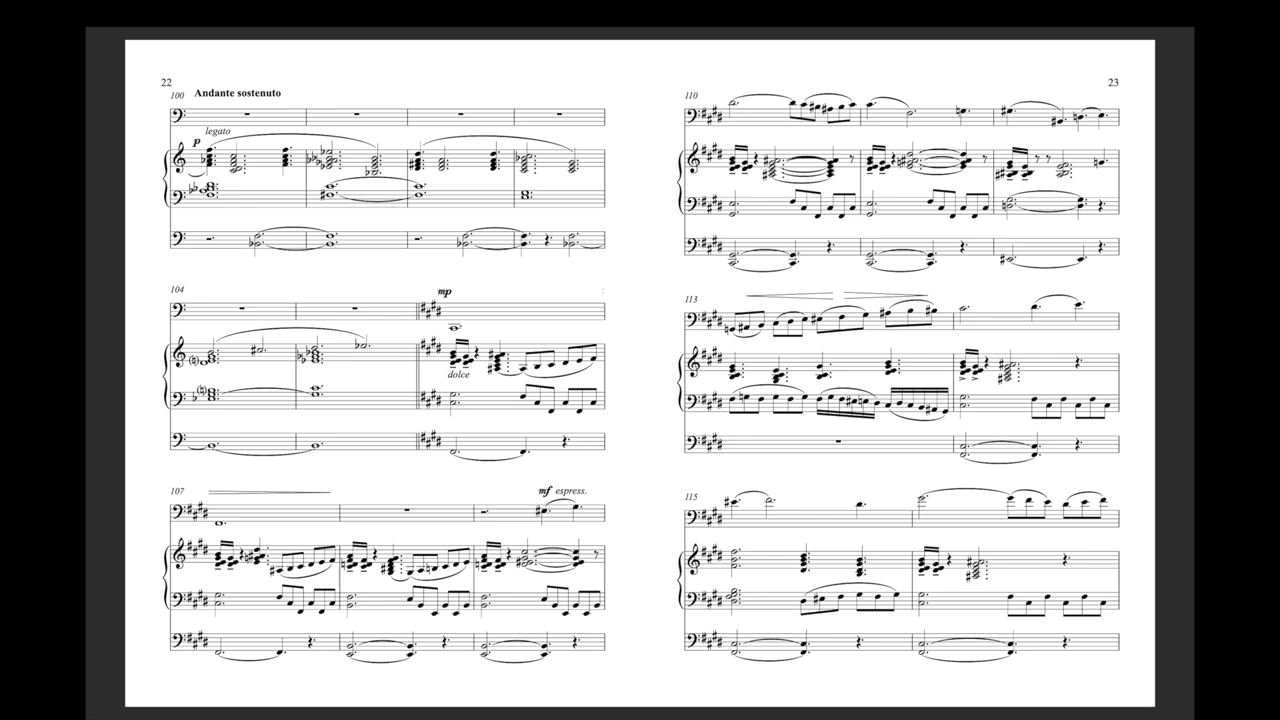 22
100 Andante sostenuto
legato
p
104
mp
dolce
107
mf espress.
23
110
113
115